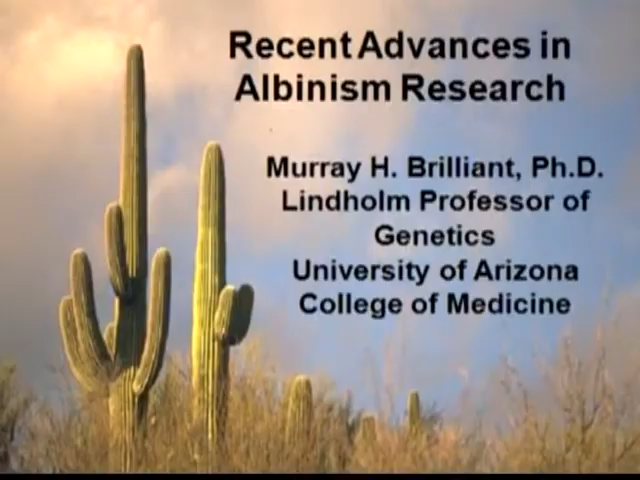 Recent Advances in
Albinism Research
Murray H. Brilliant, Ph.D.
Lindholm Professor of
Genetics
University of Arizona
College of Medicine